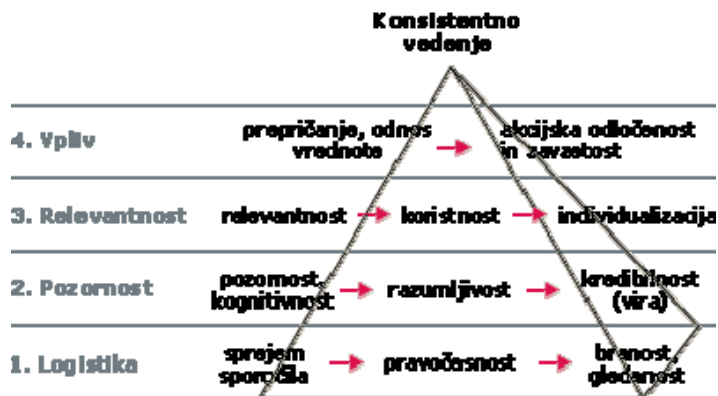 Konsistentno
vedenje
4. Vpliv
prepričanje, odnos
vrednote
akcijska odločenost
in zavzetost
3. Relevantnost
relevantnost
koristnost
individualizacija
2. Pozornost
pozornost,
kognitivnost
razumljivost
kredibilnost
(vira)
1. Logistika
sprejem
sporočila
pravočasnost
branost,
gledanost